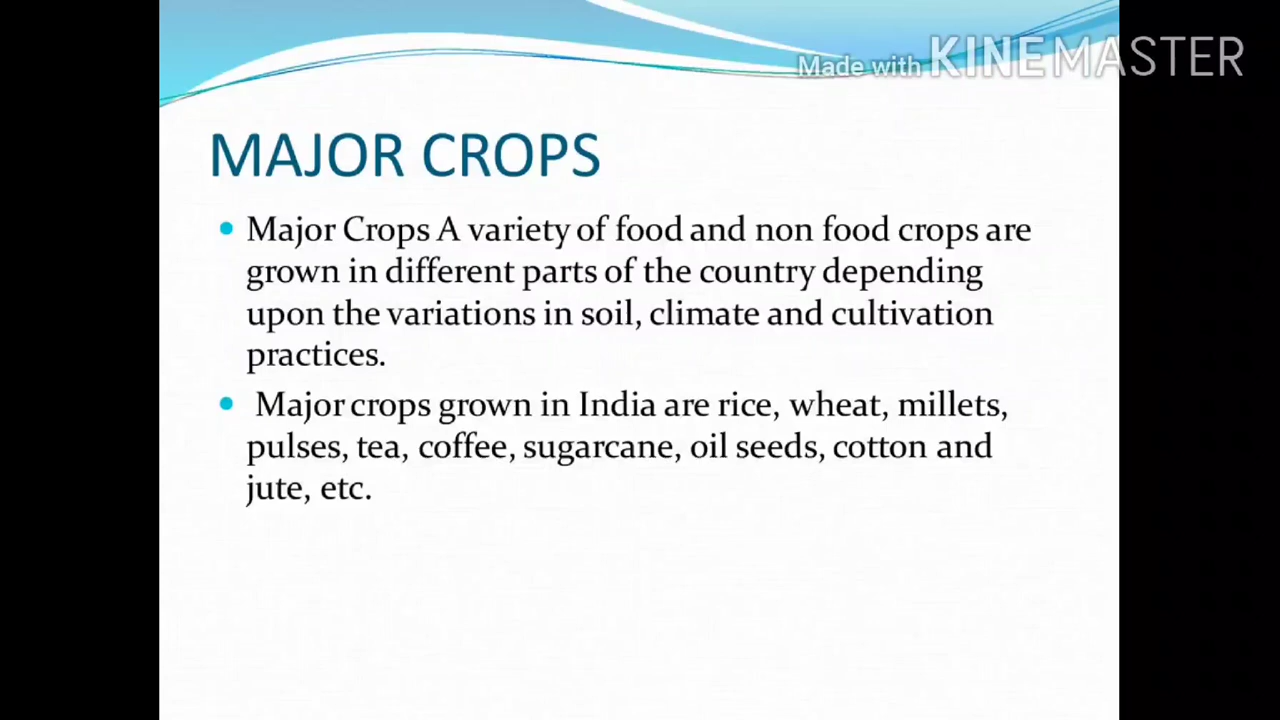 Made with KINEMASTER
MAJOR CROPS
Major Crops A variety of food and non food crops are
grown in different parts of the country depending
upon the variations in soil, climate and cultivation
practices.
Major crops grown in India are rice, wheat, millets,
pulses, tea, coffee, sugarcane, oil seeds, cotton and
jute, etc.